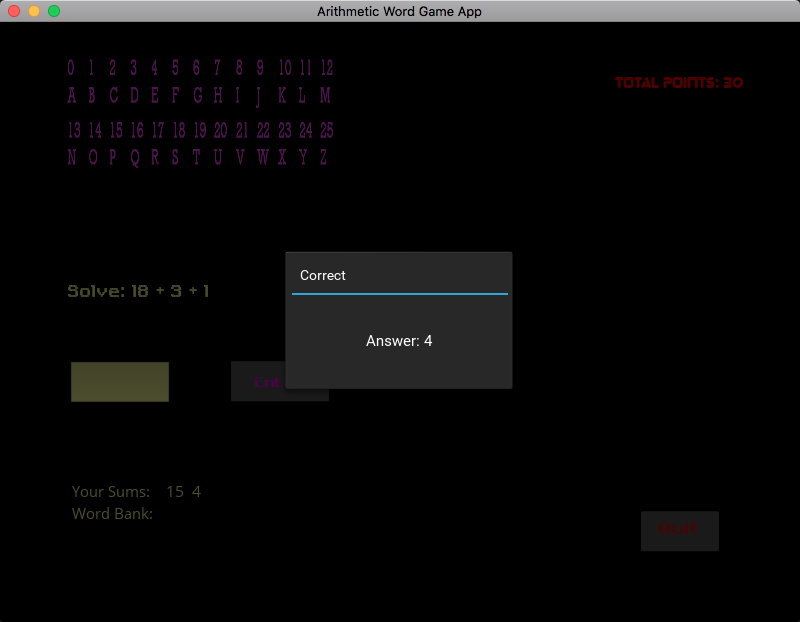 Arithmetic Word Game App
0 1 2 3 4 5 6 7 8 9 10 11 12
A B C D E F G H I J K L M
13 14 15 16 17 18 19 20 21 22 23 24 25
N O P Q R S T U V W X Y Z
TOTAL POINTS: 30
Correct
Solve: 18 + 3 + 1
Answer: 4
Your Sums: 15 4
Word Bank:
Quit